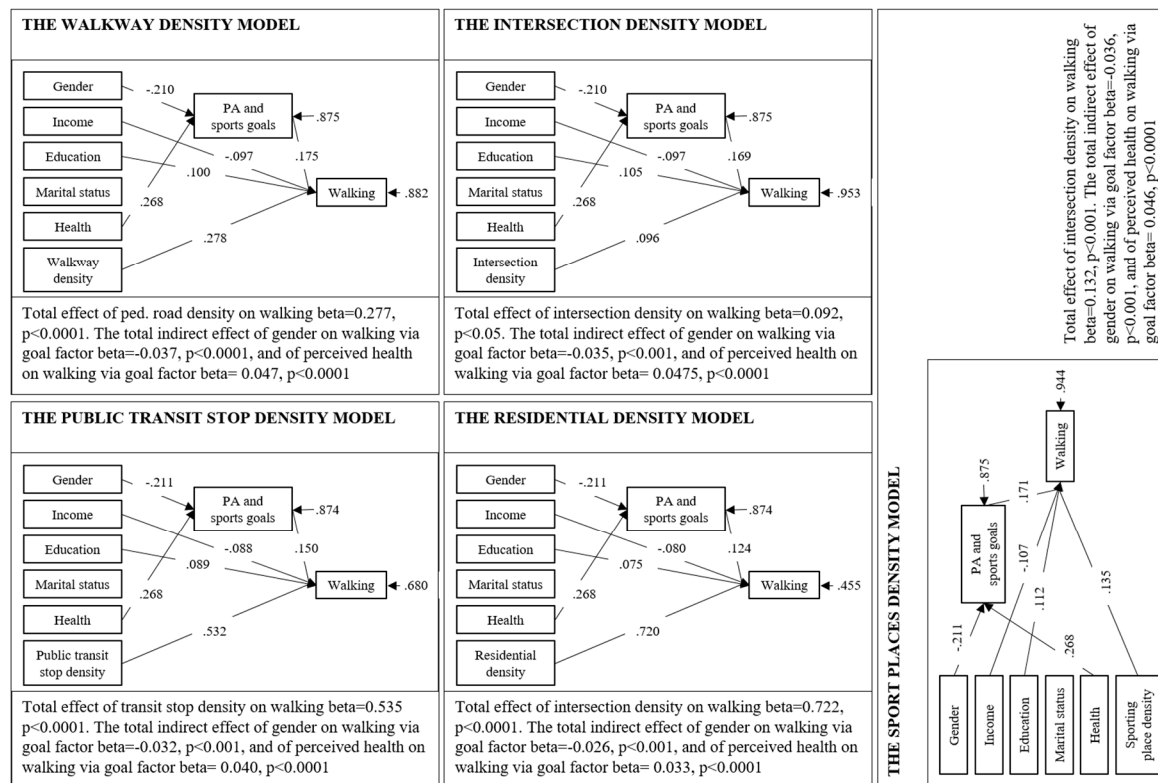 THE WALKWAY DENSITY MODEL
Gender
Income
Education
Marital status
Health
Walkway
density
PA and
sports goals
Walking
-.210
.875
-.097
.175
.100
.268
.882
.278
Total effect of ped. road density on walking beta=0.277,
p<0.0001. The total indirect effect of gender on walking via
goal factor beta=-0.037, p<0.0001, and of perceived health
on walking via goal factor beta= 0.047, p<0.0001
THE INTERSECTION DENSITY MODEL
Gender
Income
Education
Marital status
Health
Intersection
density
PA and
sports goals
Walking
-.210
.875
-.097
.169
.105
.268
.953
.096
Total effect of intersection density on walking beta=0.092,
p<0.05. The total indirect effect of gender on walking via
goal factor beta=-0.035, p<0.001, and of perceived health on
walking via goal factor beta= 0.0475, p<0.0001
THE PUBLIC TRANSIT STOP DENSITY MODEL
Gender
Income
Education
Marital status
Health
Public transit
stop density
PA and
sports goals
Walking
-.211
.874
-.088
.150
.089
.268
.680
.532
Total effect of transit stop density on walking beta=0.535
p<0.0001. The total indirect effect of gender on walking via
goal factor beta=-0.032, p<0.001, and of perceived health on
walking via goal factor beta= 0.040, p<0.0001
THE RESIDENTIAL DENSITY MODEL
Gender
Income
Education
Marital status
Health
Residential
density
PA and
sports goals
Walking
-.211
.874
-.080
.124
.075
.268
.455
.720
Total effect of intersection density on walking beta=0.722,
p<0.0001. The total indirect effect of gender on walking via
goal factor beta=-0.026, p<0.001, and of perceived health on
walking via goal factor beta= 0.033, p<0.0001
THE SPORT PLACES DENSITY MODEL
Gender
Income
Education
Marital status
Health
Sporting
place density
PA and
sports goals
Walking
-.211
.875
-.107
.171
.112
.268
.944
.135
Total effect of intersection density on walking
beta=0.132, p<0.001. The total indirect effect of
gender on walking via goal factor beta=-0.036,
p<0.001, and of perceived health on walking via
goal factor beta= 0.046, p<0.0001